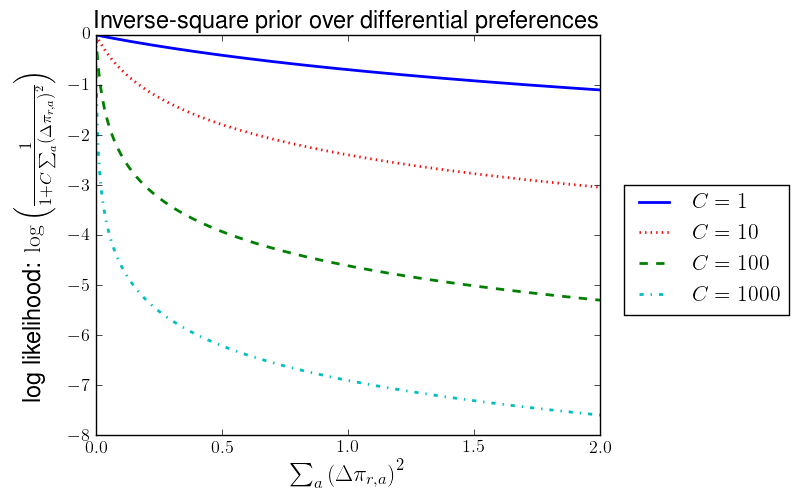 Inverse-square prior over differential preferences
log likelihood: log (1/(1+C ∑_a(Δπ_{r,a})²))
0
−1
−2
−3
−4
−5
−6
−7
−8
0.0 0.5 1.0 1.5 2.0
∑_a (Δπ_{r,a})²
C = 1
C = 10
C = 100
C = 1000